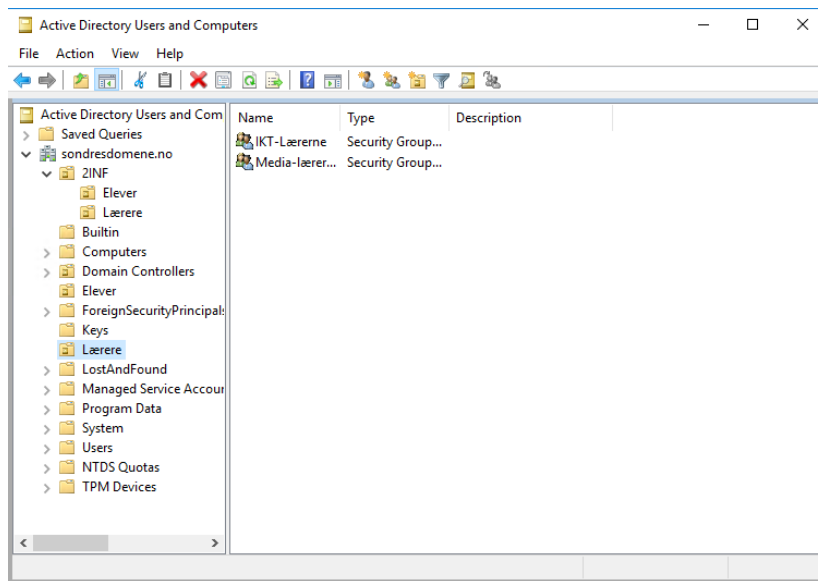 Active Directory Users and Computers
File Action View Help
Active Directory Users and Com
Saved Queries
sondresdomene.no
2INF
Elever
Lærere
Builtin
Computers
Domain Controllers
Elever
ForeignSecurityPrincipals
Keys
Lærere
LostAndFound
Managed Service Accour
Program Data
System
Users
NTDS Quotas
TPM Devices
Name Type Description
IKT-Lærerne Security Group...
Media-lærer... Security Group...